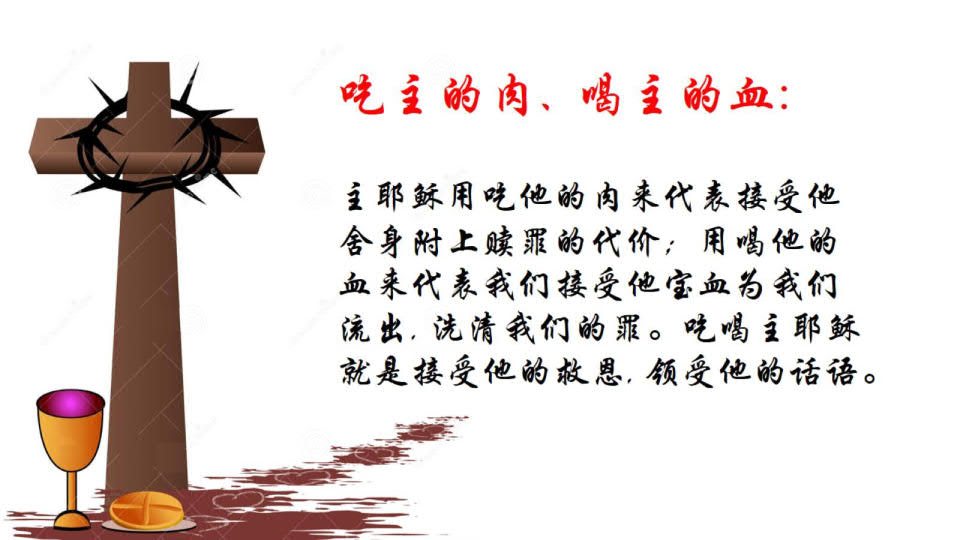 吃主的肉、喝主的血：
主耶稣用吃他的肉来代表接受他
舍身附上赎罪的代价；用喝他的
血来代表我们接受他宝血为我们
流出，洗清我们的罪。吃喝主耶稣
就是接受他的救恩，领受他的话语。